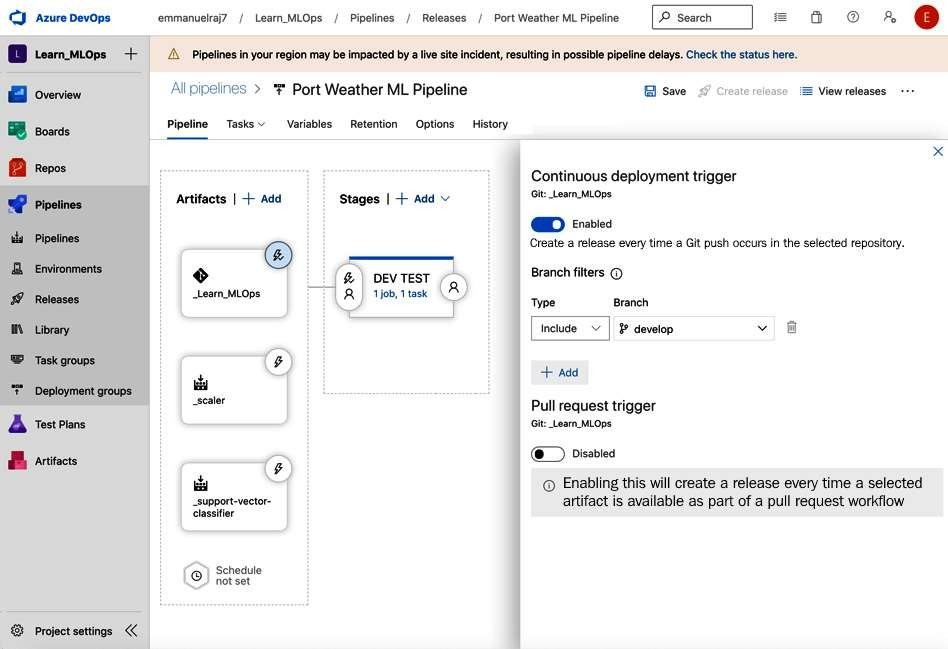 Azure DevOps
emmanuelraj7 / Learn_MLOps / Pipelines / Releases / Port Weather ML Pipeline
Search
E
L Learn_MLOps
Overview
Boards
Repos
Pipelines
Pipelines
Environments
Releases
Library
Task groups
Deployment groups
Test Plans
Artifacts
Project settings
Pipelines in your region may be impacted by a live site incident, resulting in possible pipeline delays. Check the status here.
All pipelines > Port Weather ML Pipeline
Save Create release View releases ...
Pipeline Tasks Variables Retention Options History
Artifacts | + Add
_Learn_MLOps
_scaler
_support-vector-
classifier
Schedule
not set
Stages | + Add
DEV TEST
1 job, 1 task
Continuous deployment trigger
Git: _Learn_MLOps
Enabled
Create a release every time a Git push occurs in the selected repository.
Branch filters
Type Branch
Include develop
+ Add
Pull request trigger
Git: _Learn_MLOps
Disabled
Enabling this will create a release every time a selected
artifact is available as part of a pull request workflow